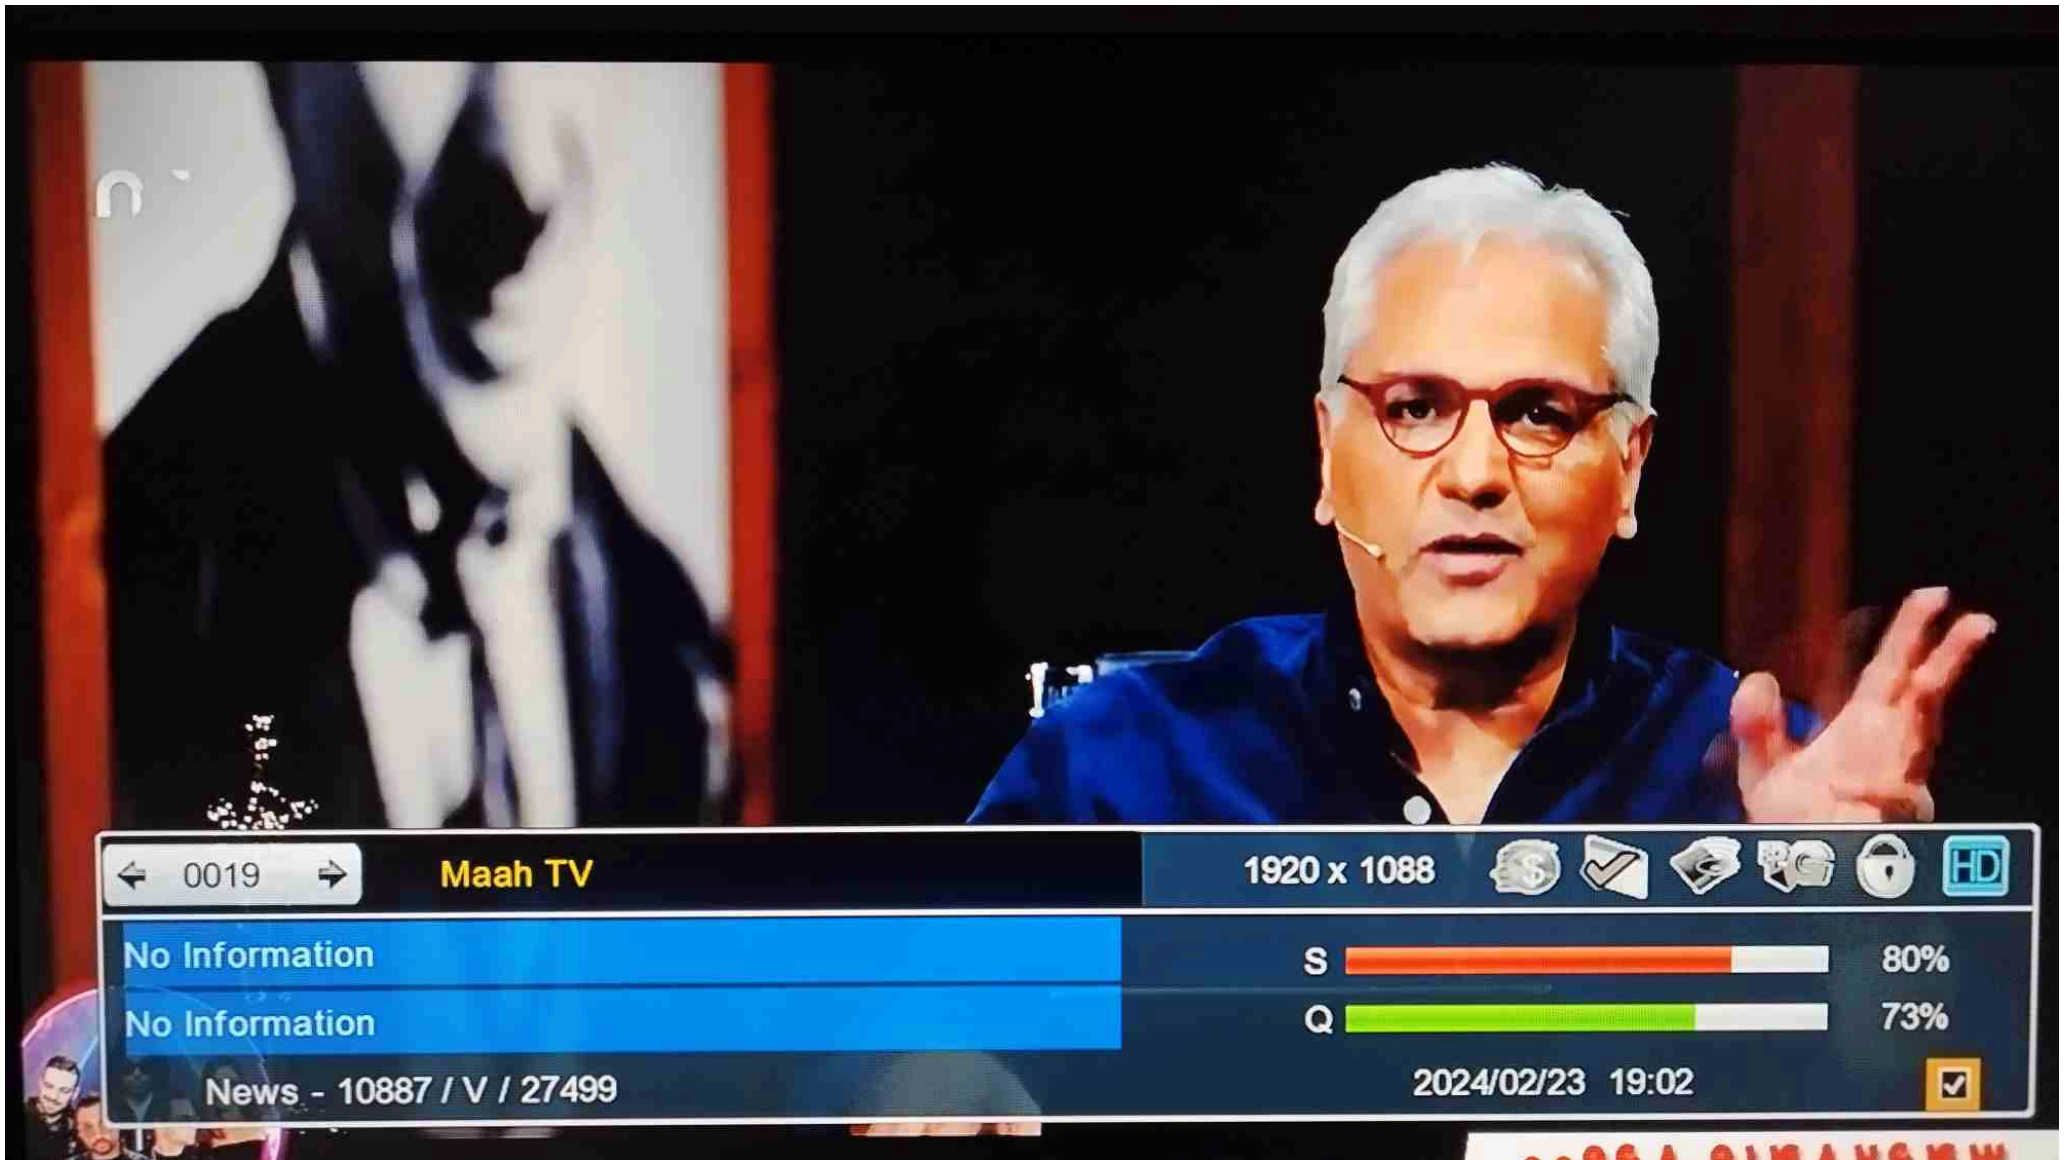 0019 Maah TV 1920 x 1088 HD
No Information S 80%
No Information Q 73%
News - 10887 / V / 27499 2024/02/23 19:02